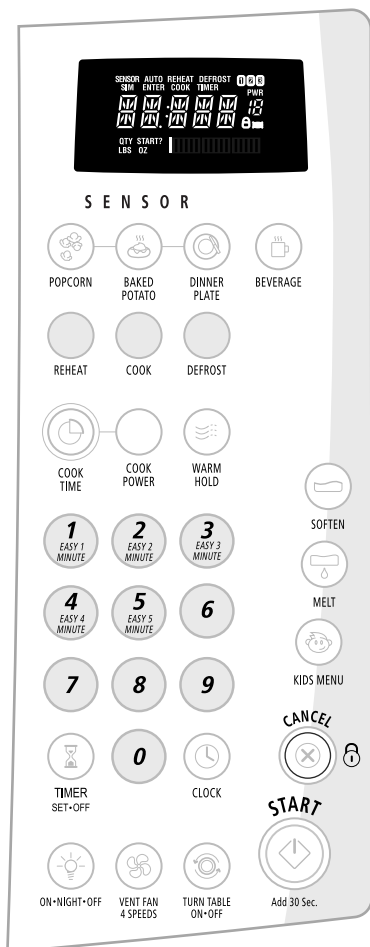 SENSOR AUTO REHEAT DEFROST 1 2 3
SIM ENTER COOK TIMER PWR
18
QTY START?
LBS OZ
SENSOR
POPCORN
BAKED
POTATO
DINNER
PLATE
BEVERAGE
REHEAT
COOK
DEFROST
COOK
TIME
COOK
POWER
WARM
HOLD
SOFTEN
1
EASY 1
MINUTE
2
EASY 2
MINUTE
3
EASY 3
MINUTE
MELT
4
EASY 4
MINUTE
5
EASY 5
MINUTE
6
KIDS MENU
7
8
9
CANCEL
TIMER
SET•OFF
0
CLOCK
START
Add 30 Sec.
ON•NIGHT•OFF
VENT FAN
4 SPEEDS
TURN TABLE
ON•OFF